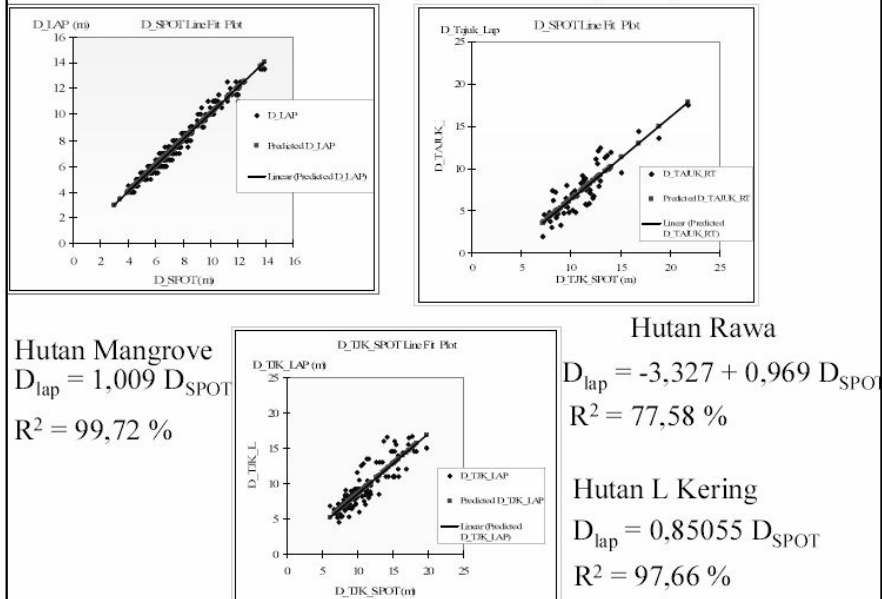 D_LAP (m) D_SPOT Line Fit Plot
16
14
12
10
8
6
4
2
0
0 2 4 6 8 10 12 14 16
D_SPOT (m)
D_LAP
Predicted D_LAP
Linear (Predicted D_LAP)
D_Tajuk_Lap D_SPOT Line Fit Plot
D_TAJUK_
25
20
15
10
5
0
0 5 10 15 20 25
D_TJK_SPOT (m)
D_TAJUK_RT
Predicted D_TAJUK_RT
Linear (Predicted
D_TAJUK_RT)
Hutan Mangrove
D_lap = 1,009 D_SPOT
R² = 99,72 %
D_TJK_SPOT Line Fit Plot
D_TJK_LAP (m)
D_TJK_L
25
20
15
10
5
0
0 5 10 15 20 25
D_TJK_SPOT (m)
D_TJK_LAP
Predicted D_TJK_LAP
Linear (Predicted
D_TJK_LAP)
Hutan Rawa
D_lap = -3,327 + 0,969 D_SPOT
R² = 77,58 %
Hutan L Kering
D_lap = 0,85055 D_SPOT
R² = 97,66 %